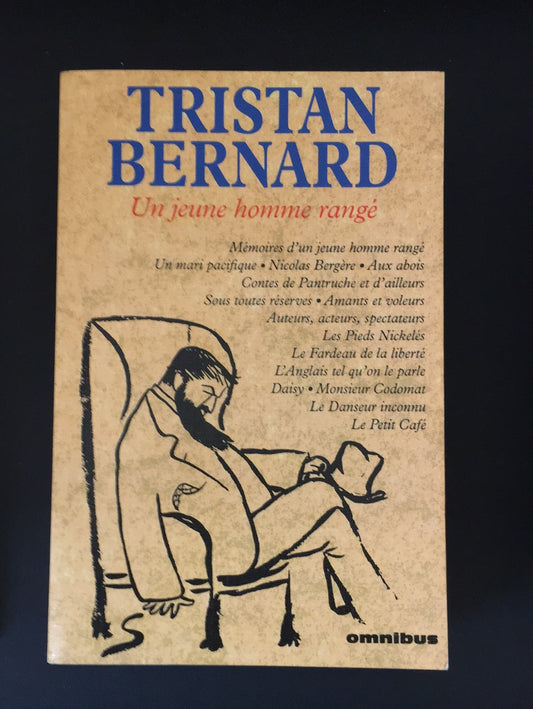 TRISTAN
BERNARD
Un jeune homme rangé
Mémoires d'un jeune homme rangé
Un mari pacifique • Nicolas Bergère • Aux abois
Contes de Pantruche et d'ailleurs
Sous toutes réserves • Amants et voleurs
Auteurs, acteurs, spectateurs
Les Pieds Nickelés
Le Fardeau de la liberté
L'Anglais tel qu'on le parle
Daisy • Monsieur Codomat
Le Danseur inconnu
Le Petit Café
omnibus